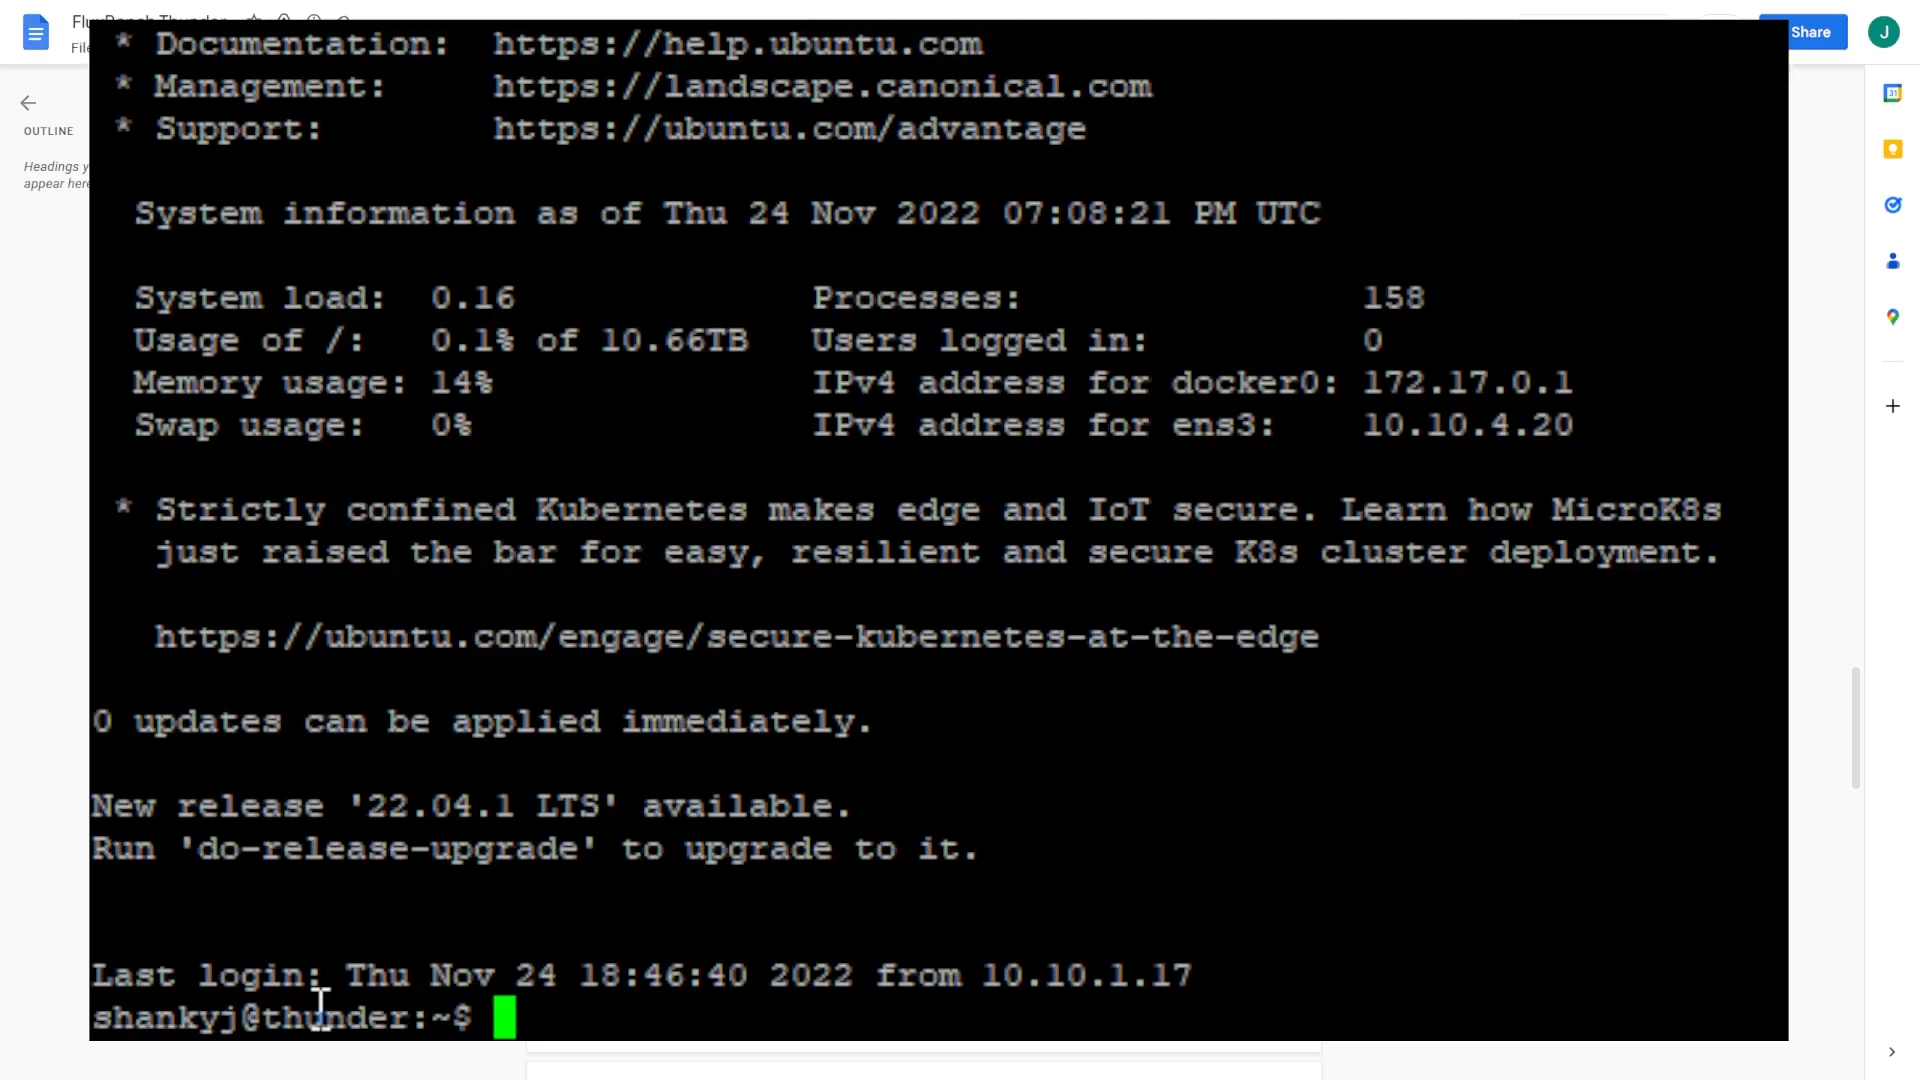 Share
J
File
OUTLINE
Headings y
appear here
* Documentation: https://help.ubuntu.com
* Management: https://landscape.canonical.com
* Support: https://ubuntu.com/advantage
System information as of Thu 24 Nov 2022 07:08:21 PM UTC
System load: 0.16 Processes: 158
Usage of /: 0.1% of 10.66TB Users logged in: 0
Memory usage: 14% IPv4 address for docker0: 172.17.0.1
Swap usage: 0% IPv4 address for ens3: 10.10.4.20
* Strictly confined Kubernetes makes edge and IoT secure. Learn how MicroK8s
just raised the bar for easy, resilient and secure K8s cluster deployment.
https://ubuntu.com/engage/secure-kubernetes-at-the-edge
0 updates can be applied immediately.
New release '22.04.1 LTS' available.
Run 'do-release-upgrade' to upgrade to it.
Last login: Thu Nov 24 18:46:40 2022 from 10.10.1.17
shankyj@thunder:~$
31